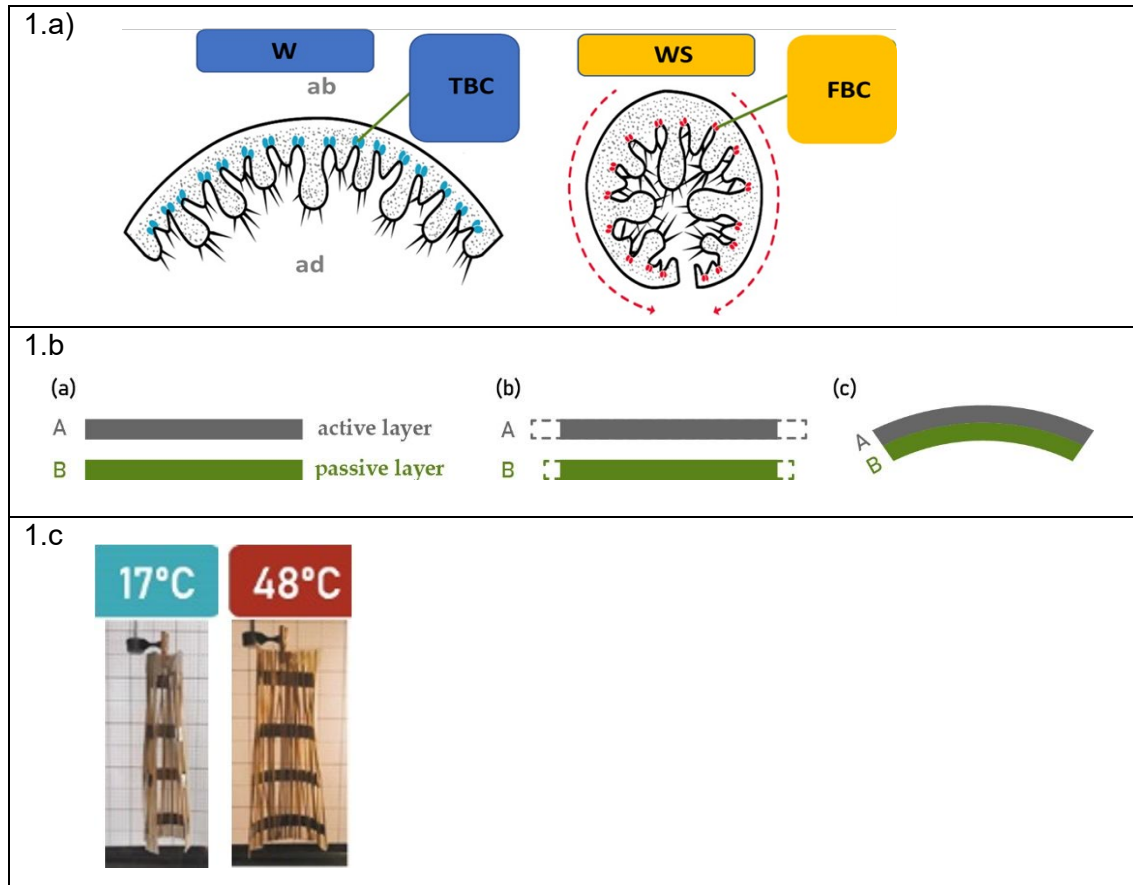 1.a)
W
TBC
WS
FBC
ab
ad
1.b
(a)
A
active layer
B
passive layer
(b)
A
B
(c)
A
B
1.c
17°C
48°C